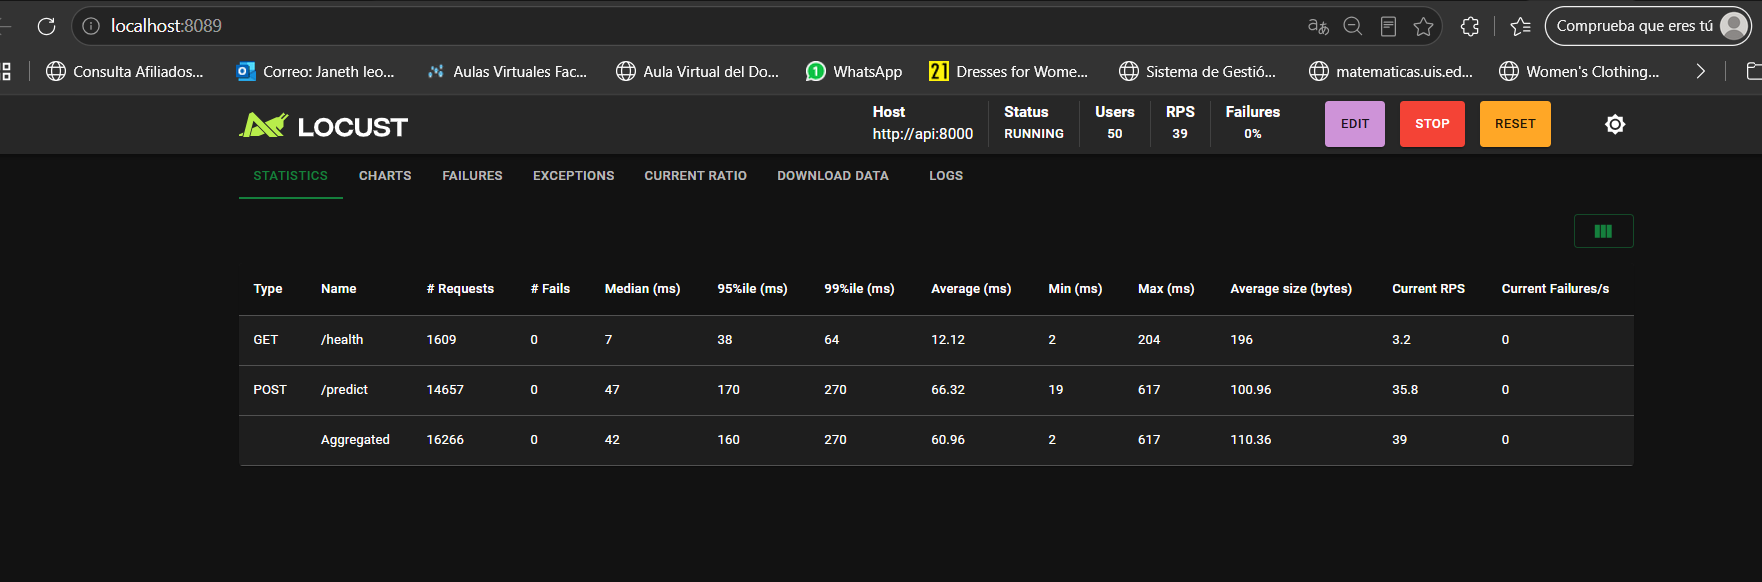 localhost:8089
Comprueba que eres tú
Consulta Afiliados...
Correo: Janeth leo...
Aulas Virtuales Fac...
Aula Virtual del Do...
1 WhatsApp
21 Dresses for Wome...
Sistema de Gestió...
matematicas.uis.ed...
Women's Clothing...
LOCUST
Host
http://api:8000
Status
RUNNING
Users
50
RPS
39
Failures
0%
EDIT
STOP
RESET
STATISTICS CHARTS FAILURES EXCEPTIONS CURRENT RATIO DOWNLOAD DATA LOGS
Type Name # Requests # Fails Median (ms) 95%ile (ms) 99%ile (ms) Average (ms) Min (ms) Max (ms) Average size (bytes) Current RPS Current Failures/s
GET /health 1609 0 7 38 64 12.12 2 204 196 3.2 0
POST /predict 14657 0 47 170 270 66.32 19 617 100.96 35.8 0
Aggregated 16266 0 42 160 270 60.96 2 617 110.36 39 0